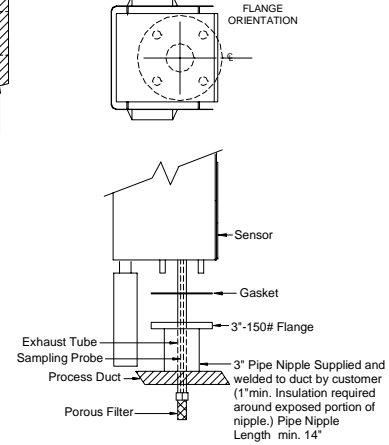 FLANGE
ORIENTATION
℄
Sensor
Gasket
3"-150# Flange
Exhaust Tube
Sampling Probe
Process Duct
3" Pipe Nipple Supplied and
welded to duct by customer
(1"min. Insulation required
around exposed portion of
nipple.) Pipe Nipple
Length  min. 14"
Porous Filter